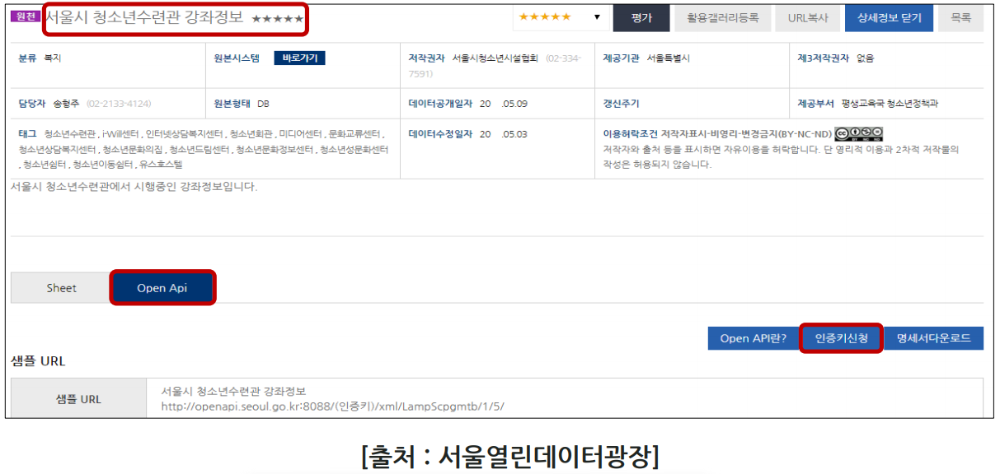 원천 서울시 청소년수련관 강좌정보 ★★★★★
★★★★★ ▼ 평가 활용갤러리등록 URL복사 상세정보 닫기 목록
분류 복지
원본시스템 바로가기
저작권자 서울시청소년시설협회 (02-334-
7591)
제공기관 서울특별시
제3저작권자 없음
담당자 송형주 (02-2133-4124)
원본형태 DB
데이터공개일자 20 .05.09
갱신주기
제공부서 평생교육국 청소년정책과
태그 청소년수련관 , i-Will센터 , 인터넷상담복지센터 , 청소년회관 , 미디어센터 , 문화교류센터 ,
청소년상담복지센터 , 청소년문화의집 , 청소년드림센터 , 청소년문화정보센터 , 청소년성문화센터
, 청소년쉼터 , 청소년이동쉼터 , 유스호스텔
데이터수정일자 20 .05.03
이용허락조건 저작자표시-비영리-변경금지(BY-NC-ND) BY NC ND
저작자와 출처 등을 표시하면 자유이용을 허락합니다. 단 영리적 이용과 2차적 저작물의
작성은 허용되지 않습니다.
서울시 청소년수련관에서 시행중인 강좌정보입니다.
Sheet Open Api
Open API란? 인증키신청 명세서다운로드
샘플 URL
샘플 URL
서울시 청소년수련관 강좌정보
http://openapi.seoul.go.kr:8088/(인증키)/xml/LampScpgmtb/1/5/
[출처 : 서울열린데이터광장]